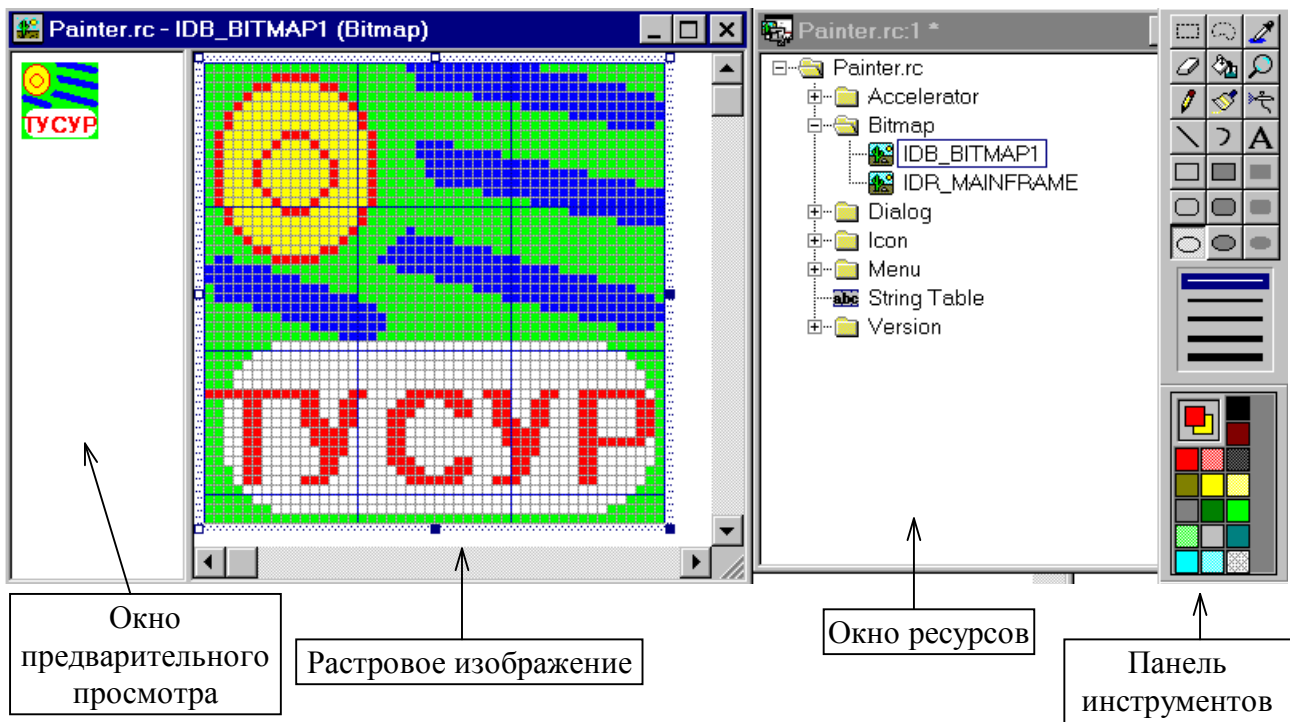 Painter.rc - IDB_BITMAP1 (Bitmap)
ТУСУР
ТУСУР
Painter.rc:1 *
Painter.rc
Accelerator
Bitmap
IDB_BITMAP1
IDR_MAINFRAME
Dialog
Icon
Menu
abc String Table
Version
A
Окно
предварительного
просмотра
Растровое изображение
Окно ресурсов
Панель
инструментов